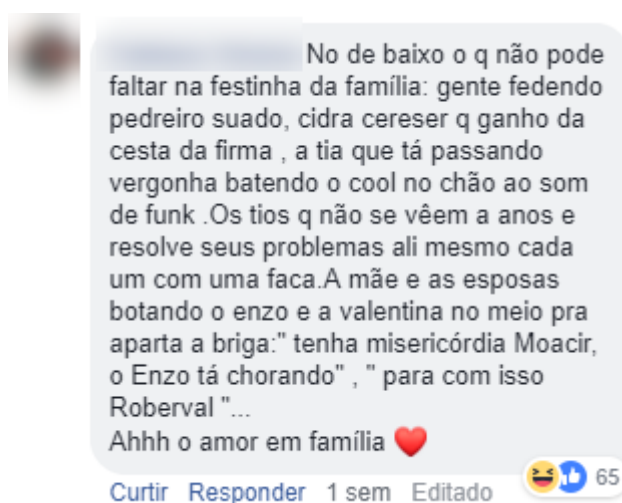 No de baixo o q não pode
faltar na festinha da família: gente fedendo
pedreiro suado, cidra cereser q ganho da
cesta da firma , a tia que tá passando
vergonha batendo o cool no chão ao som
de funk .Os tios q não se vêem a anos e
resolve seus problemas ali mesmo cada
um com uma faca.A mãe e as esposas
botando o enzo e a valentina no meio pra
aparta a briga:" tenha misericórdia Moacir,
o Enzo tá chorando" , " para com isso
Roberval "...
Ahhh o amor em família ❤️
Curtir Responder 1 sem Editado 65